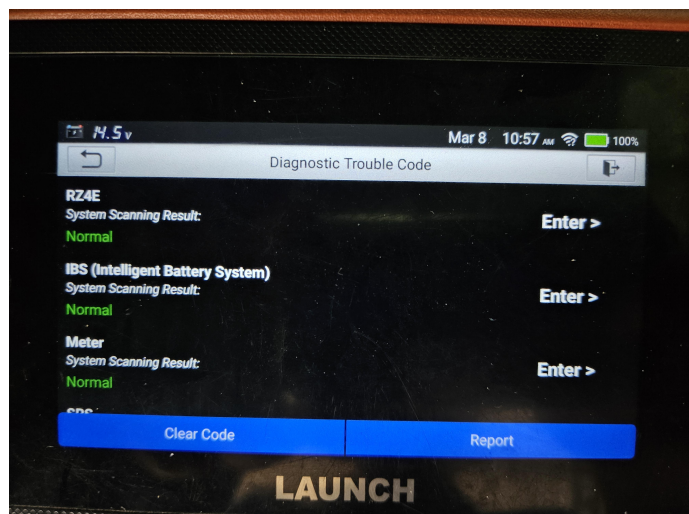 14.5 v
Mar 8 10:57 AM 100%
Diagnostic Trouble Code
RZ4E
System Scanning Result:
Normal
Enter >
IBS (Intelligent Battery System)
System Scanning Result:
Normal
Enter >
Meter
System Scanning Result:
Normal
Enter >
Clear Code
Report
LAUNCH